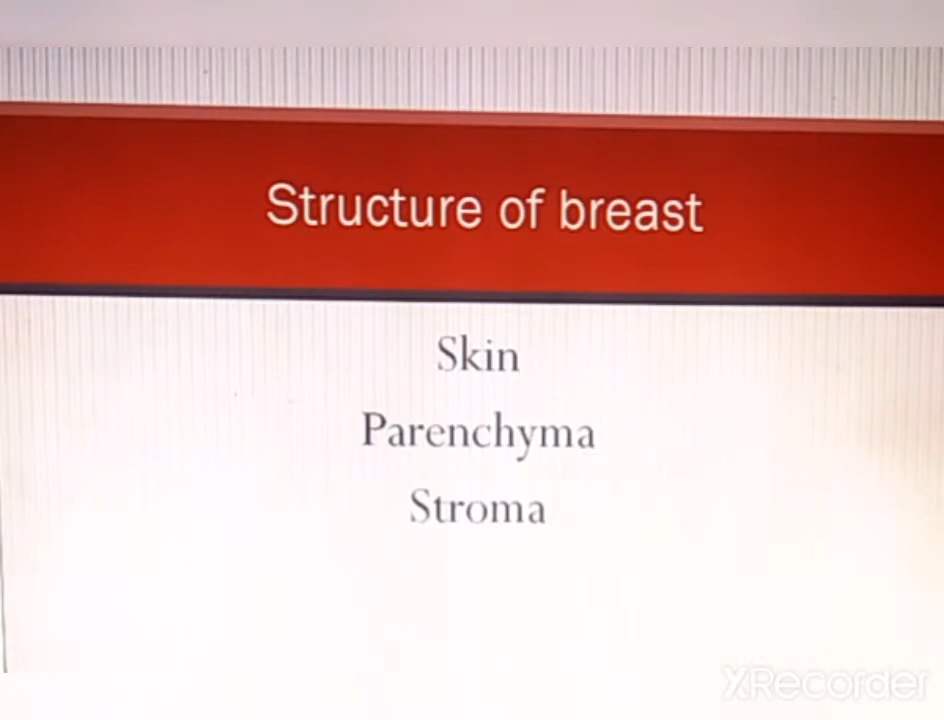 Structure of breast
Skin
Parenchyma
Stroma
XRecorder